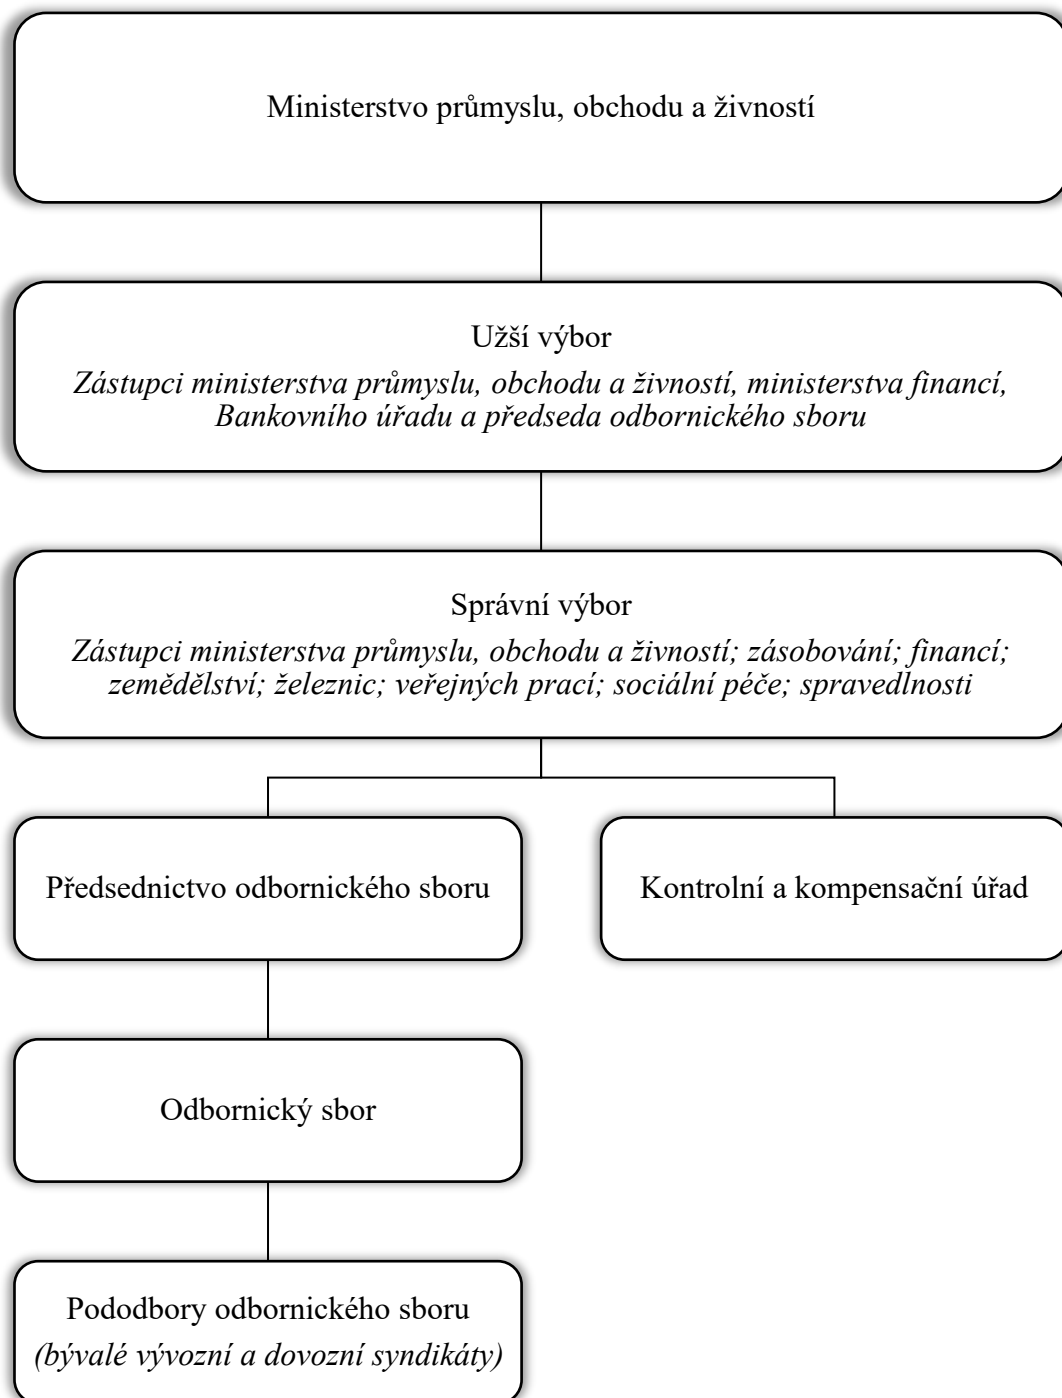 Ministerstvo průmyslu, obchodu a živností
Užší výbor
Zástupci ministerstva průmyslu, obchodu a živností, ministerstva financí,
Bankovního úřadu a předseda odbornického sboru
Správní výbor
Zástupci ministerstva průmyslu, obchodu a živností; zásobování; financí;
zemědělství; železnic; veřejných prací; sociální péče; spravedlnosti
Předsednictvo odbornického sboru
Kontrolní a kompensační úřad
Odbornický sbor
Pododbory odbornického sboru
(bývalé vývozní a dovozní syndikáty)